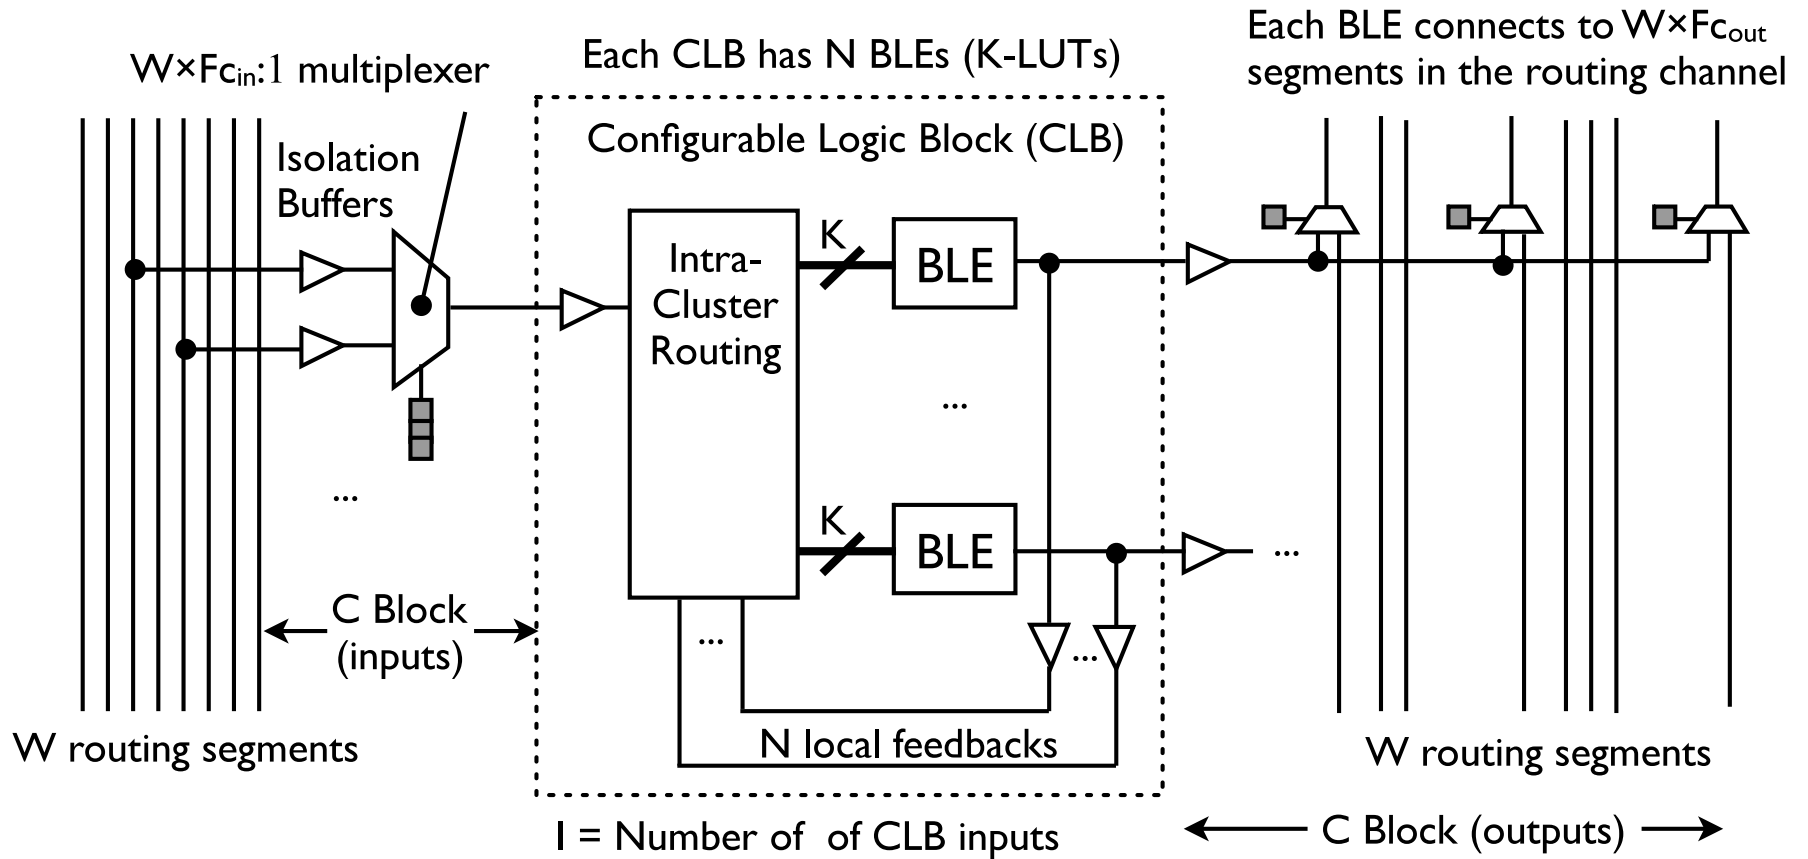 Each BLE connects to W×Fcout
segments in the routing channel
Each CLB has N BLEs (K-LUTs)
W×Fcin:1 multiplexer
Configurable Logic Block (CLB)
Isolation
Buffers
K
BLE
Intra-
Cluster
Routing
...
...
K
BLE
...
C Block
(inputs)
...
...
N local feedbacks
W routing segments
W routing segments
I = Number of of CLB inputs
C Block (outputs)